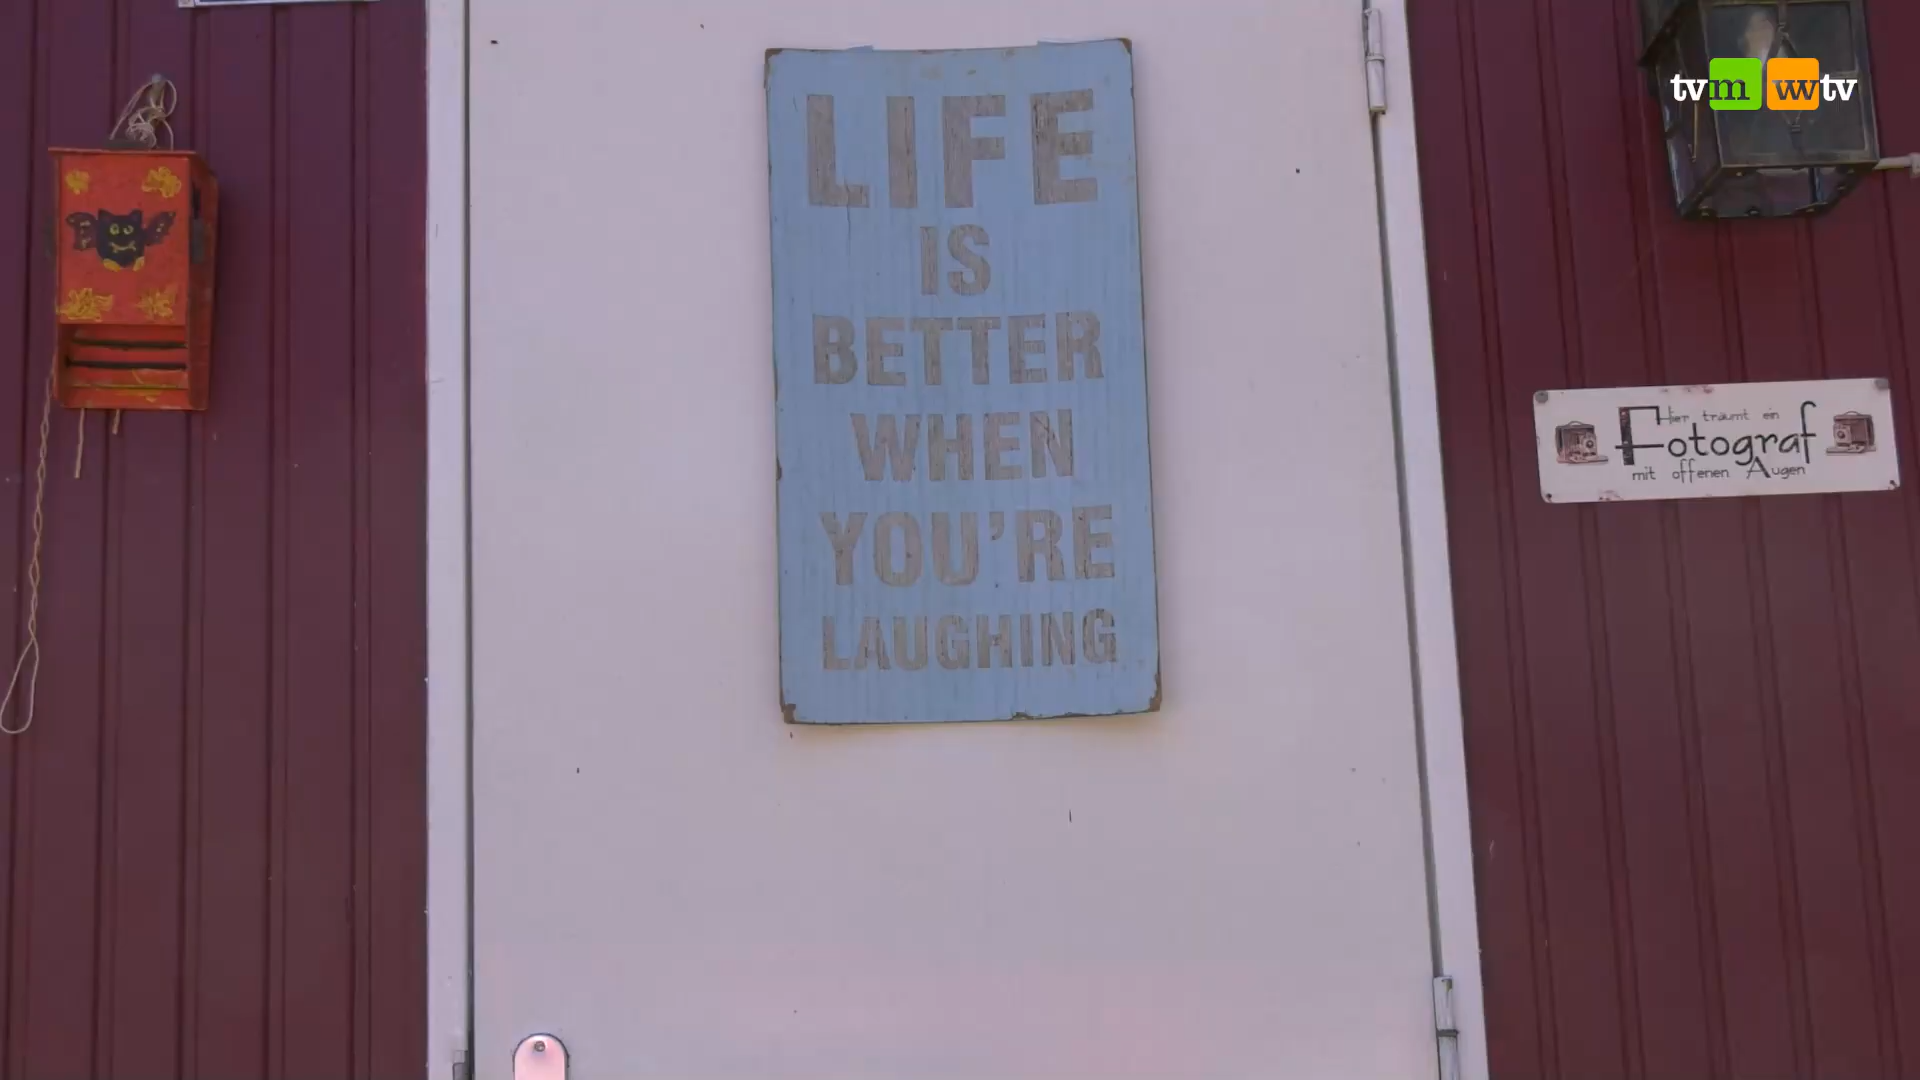 tvm wwtv
LIFE
IS
BETTER
WHEN
YOU'RE
LAUGHING
Hier träumt ein
Fotograf
mit offenen Augen